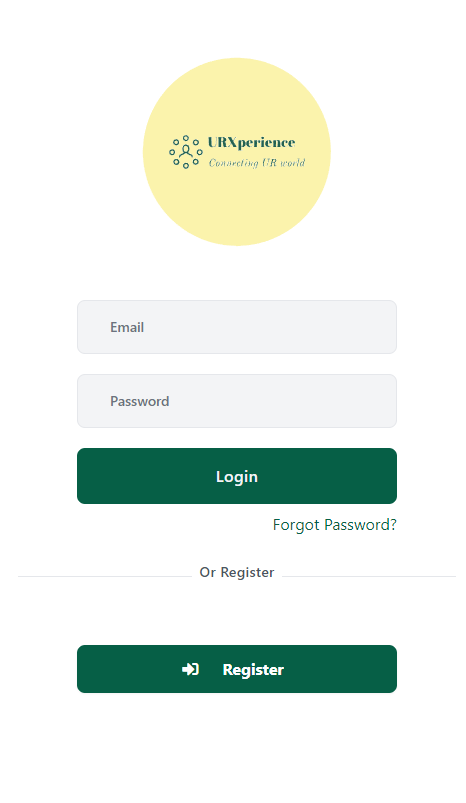 URXperience
Connecting UR world
Email
Password
Login
Forgot Password?
Or Register
Register